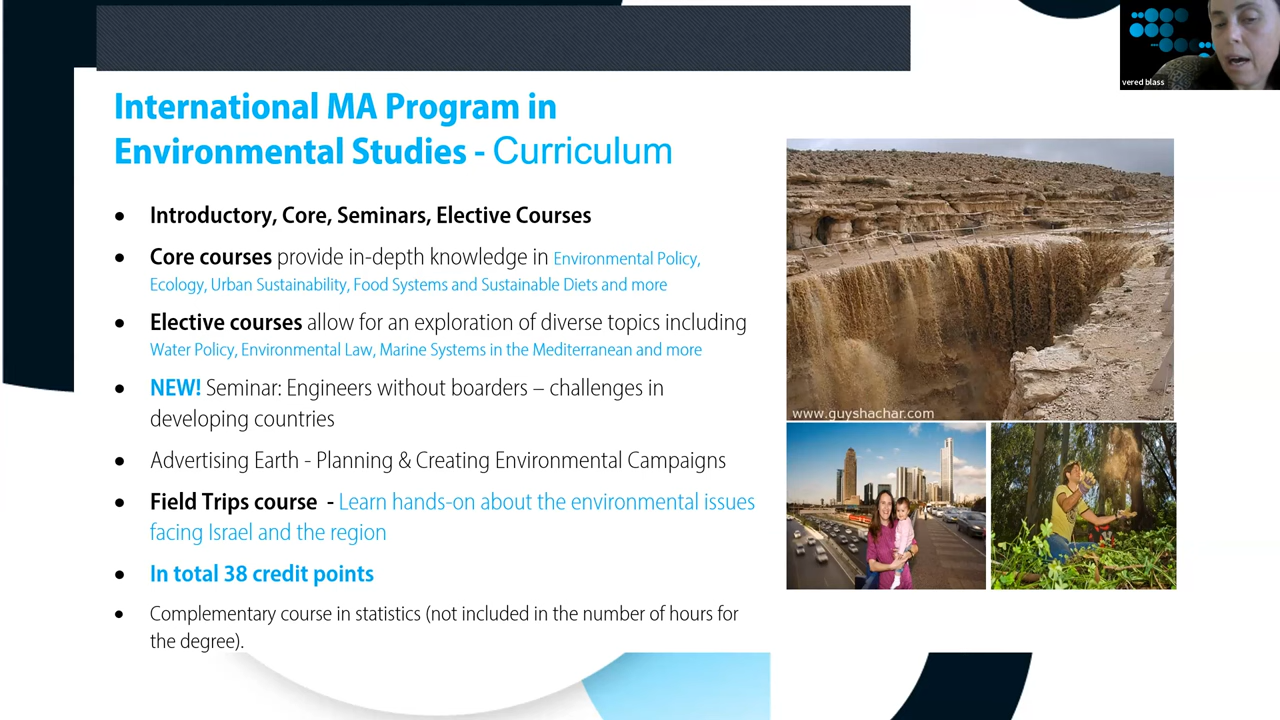 vered blass
International MA Program in
Environmental Studies - Curriculum
• Introductory, Core, Seminars, Elective Courses
• Core courses provide in-depth knowledge in Environmental Policy,
Ecology, Urban Sustainability, Food Systems and Sustainable Diets and more
• Elective courses allow for an exploration of diverse topics including
Water Policy, Environmental Law, Marine Systems in the Mediterranean and more
• NEW! Seminar: Engineers without boarders – challenges in
developing countries
• Advertising Earth - Planning & Creating Environmental Campaigns
• Field Trips course - Learn hands-on about the environmental issues
facing Israel and the region
• In total 38 credit points
• Complementary course in statistics (not included in the number of hours for
the degree).
www.guyshachar.com